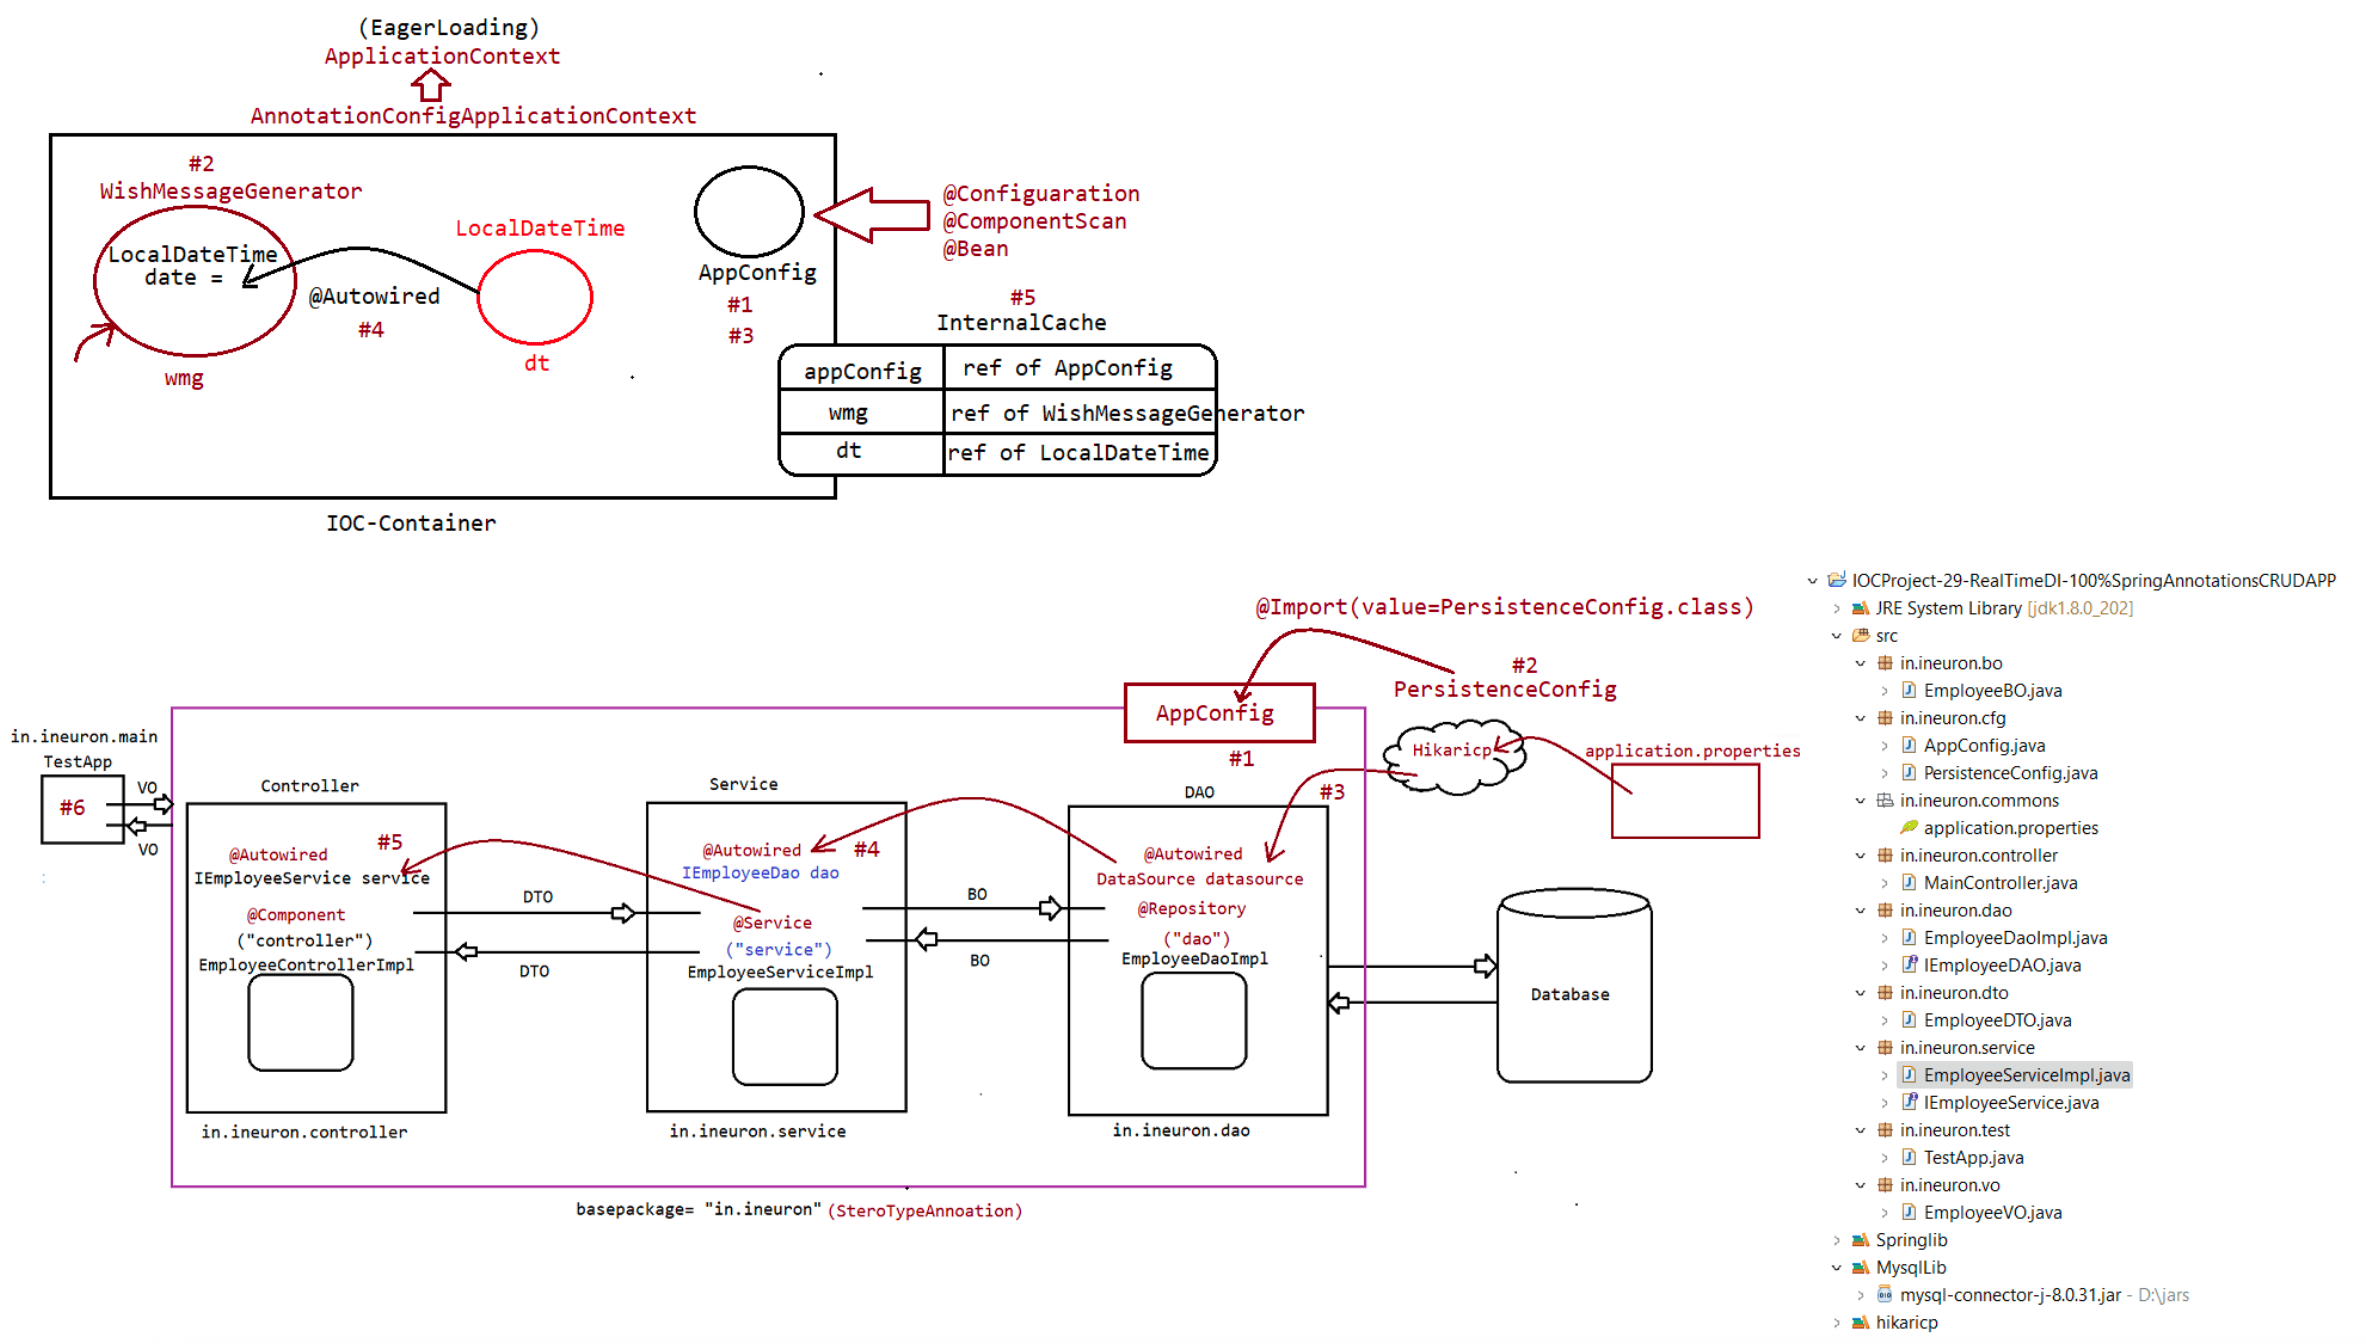 (EagerLoading)
ApplicationContext
AnnotationConfigApplicationContext
#2
WishMessageGenerator
LocalDateTime
date =
wmg
@Autowired
#4
LocalDateTime
dt
AppConfig
#1
#3
@Configuaration
@ComponentScan
@Bean
#5
InternalCache
appConfig ref of AppConfig
wmg ref of WishMessageGenerator
dt ref of LocalDateTime
IOC-Container
@Import(value=PersistenceConfig.class)
#2
PersistenceConfig
AppConfig
#1
Hikaricp
application.properties
#3
in.ineuron.main
TestApp
#6
VO
VO
Controller
#5
@Autowired
IEmployeeService service
@Component
("controller")
EmployeeControllerImpl
in.ineuron.controller
DTO
DTO
Service
@Autowired #4
IEmployeeDao dao
@Service
("service")
EmployeeServiceImpl
in.ineuron.service
BO
BO
DAO
@Autowired
DataSource datasource
@Repository
("dao")
EmployeeDaoImpl
in.ineuron.dao
Database
basepackage= "in.ineuron" (SteroTypeAnnoation)
IOCProject-29-RealTimeDI-100%SpringAnnotationsCRUDAPP
JRE System Library [jdk1.8.0_202]
src
in.ineuron.bo
EmployeeBO.java
in.ineuron.cfg
AppConfig.java
PersistenceConfig.java
in.ineuron.commons
application.properties
in.ineuron.controller
MainController.java
in.ineuron.dao
EmployeeDaoImpl.java
IEmployeeDAO.java
in.ineuron.dto
EmployeeDTO.java
in.ineuron.service
EmployeeServiceImpl.java
IEmployeeService.java
in.ineuron.test
TestApp.java
in.ineuron.vo
EmployeeVO.java
Springlib
MysqlLib
mysql-connector-j-8.0.31.jar - D:\jars
hikaricp